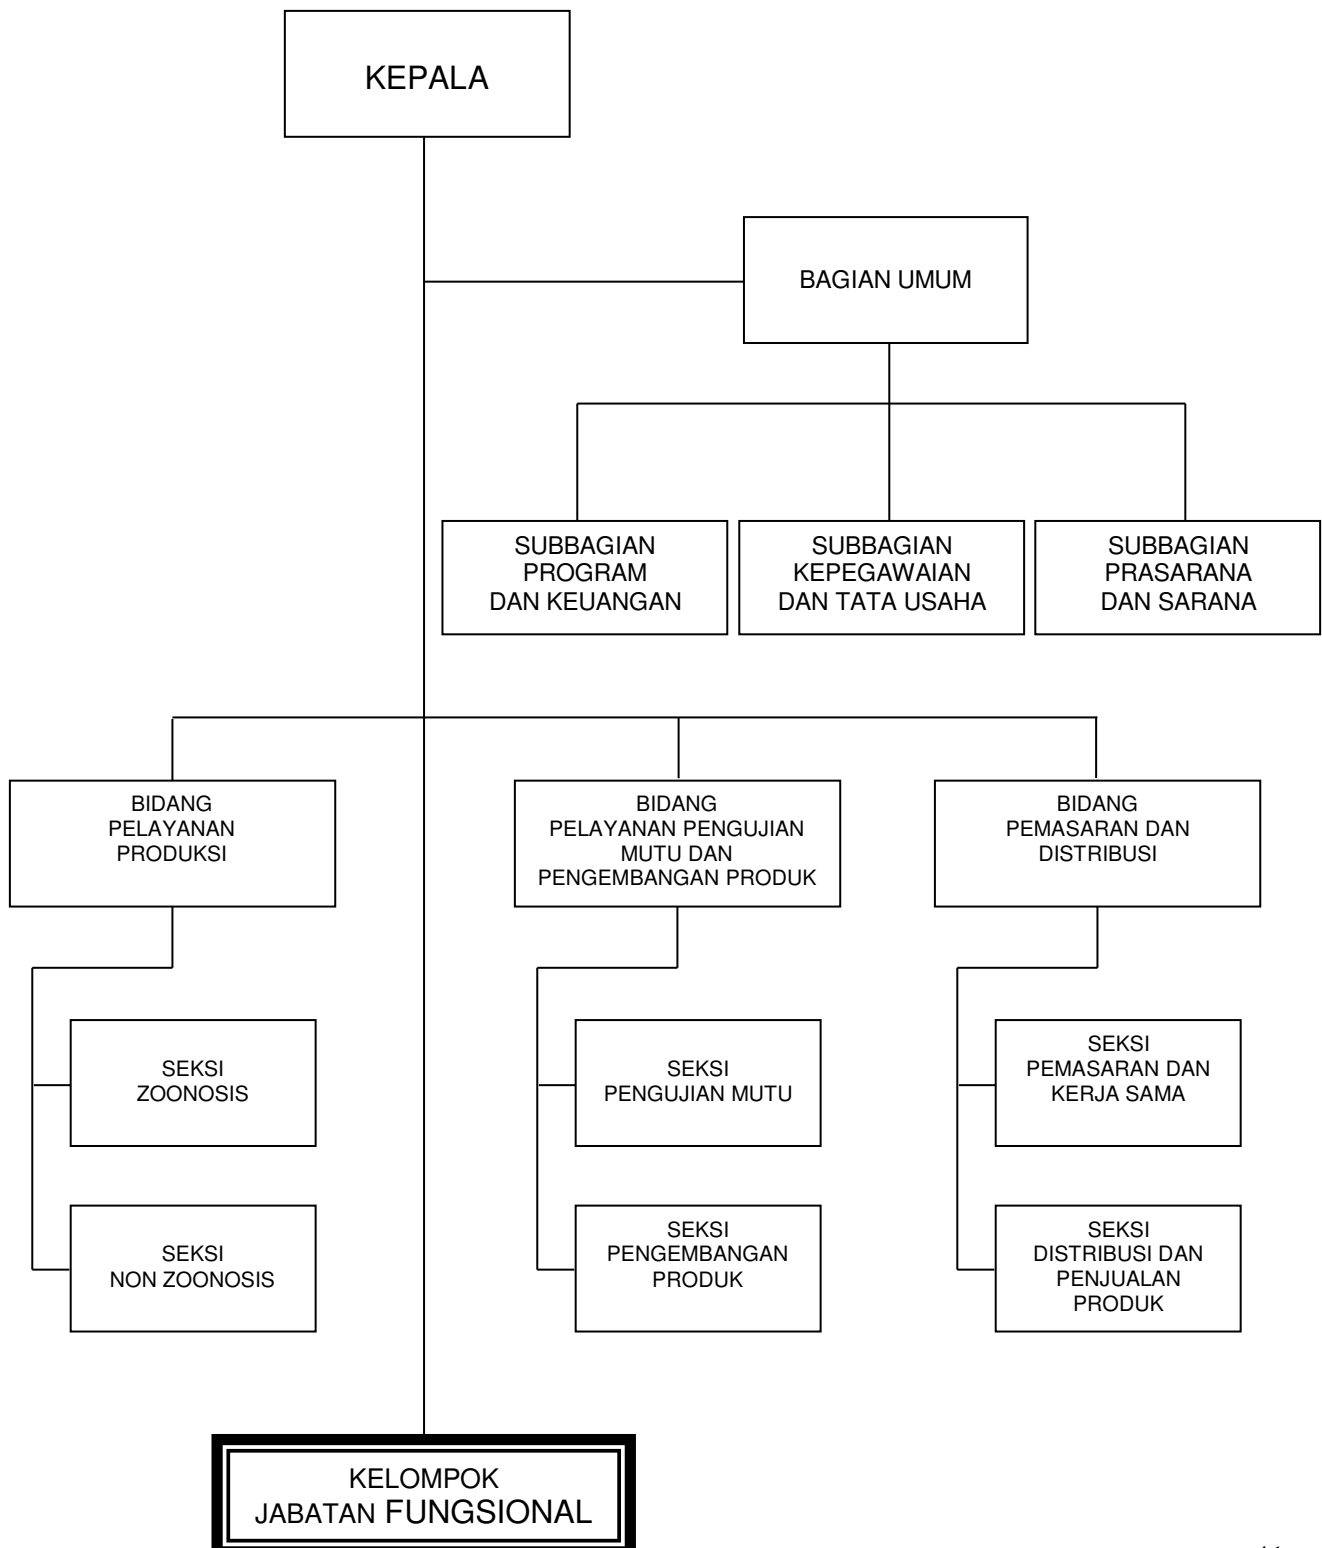 KEPALA
BAGIAN UMUM
SUBBAGIAN
PROGRAM
DAN KEUANGAN
SUBBAGIAN
KEPEGAWAIAN
DAN TATA USAHA
SUBBAGIAN
PRASARANA
DAN SARANA
BIDANG
PELAYANAN
PRODUKSI
BIDANG
PELAYANAN PENGUJIAN
MUTU DAN
PENGEMBANGAN PRODUK
BIDANG
PEMASARAN DAN
DISTRIBUSI
SEKSI
ZOONOSIS
SEKSI
PENGUJIAN MUTU
SEKSI
PEMASARAN DAN
KERJA SAMA
SEKSI
NON ZOONOSIS
SEKSI
PENGEMBANGAN
PRODUK
SEKSI
DISTRIBUSI DAN
PENJUALAN
PRODUK
KELOMPOK
JABATAN FUNGSIONAL